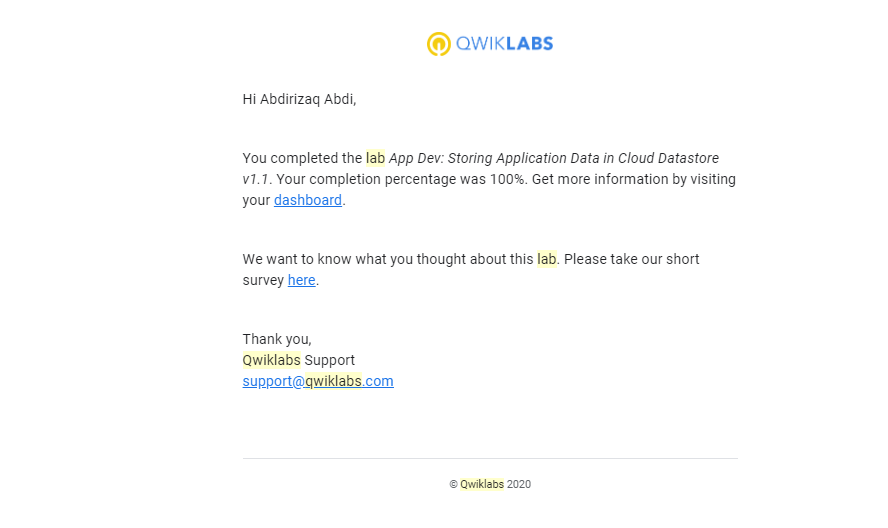 QWIKLABS
Hi Abdirizaq Abdi,
You completed the lab App Dev: Storing Application Data in Cloud Datastore
v1.1. Your completion percentage was 100%. Get more information by visiting
your dashboard.
We want to know what you thought about this lab. Please take our short
survey here.
Thank you,
Qwiklabs Support
support@qwiklabs.com
© Qwiklabs 2020